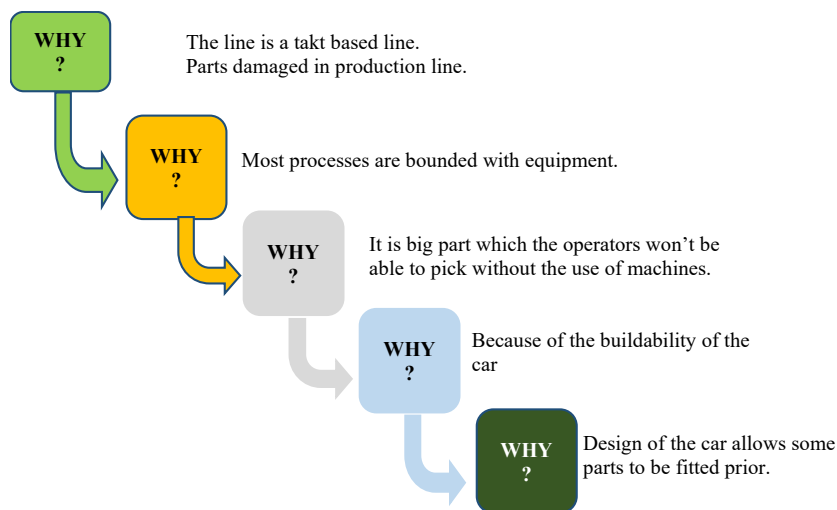 WHY
?
The line is a takt based line.
Parts damaged in production line.
WHY
?
Most processes are bounded with equipment.
WHY
?
It is big part which the operators won’t be
able to pick without the use of machines.
WHY
?
Because of the buildability of the
car
WHY
?
Design of the car allows some
parts to be fitted prior.